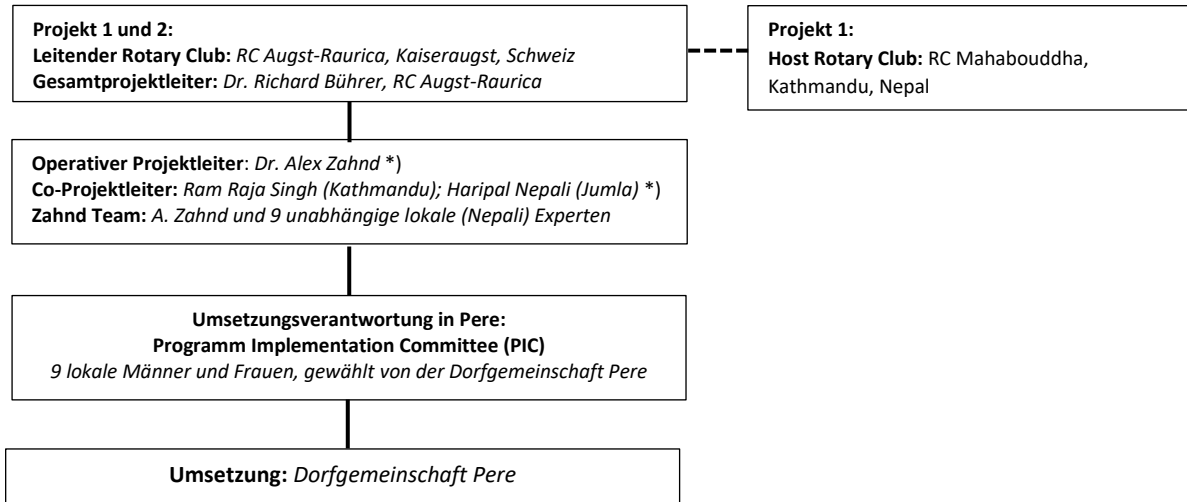 Projekt 1 und 2:
Leitender Rotary Club: RC Augst-Raurica, Kaiseraugst, Schweiz
Gesamtprojektleiter: Dr. Richard Bührer, RC Augst-Raurica
Projekt 1:
Host Rotary Club: RC Mahabouddha,
Kathmandu, Nepal
Operativer Projektleiter: Dr. Alex Zahnd *)
Co-Projektleiter: Ram Raja Singh (Kathmandu); Haripal Nepali (Jumla) *)
Zahnd Team: A. Zahnd und 9 unabhängige lokale (Nepali) Experten
Umsetzungsverantwortung in Pere:
Programm Implementation Committee (PIC)
9 lokale Männer und Frauen, gewählt von der Dorfgemeinschaft Pere
Umsetzung: Dorfgemeinschaft Pere